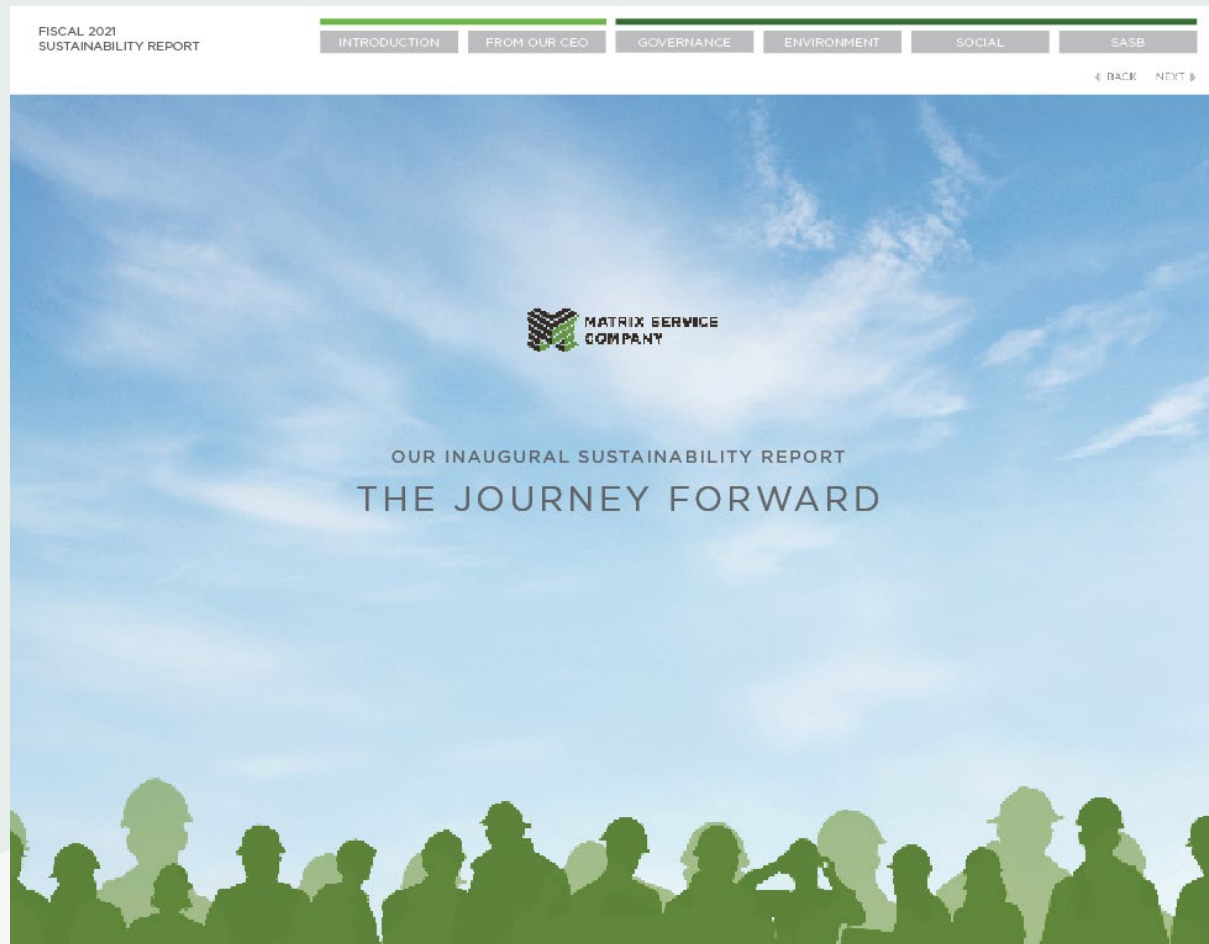 FISCAL 2021
SUSTAINABILITY REPORT
INTRODUCTION
FROM OUR CEO
GOVERNANCE
ENVIRONMENT
SOCIAL
SASB
BACK NEXT
MATRIX SERVICE
COMPANY
OUR INAUGURAL SUSTAINABILITY REPORT
THE JOURNEY FORWARD